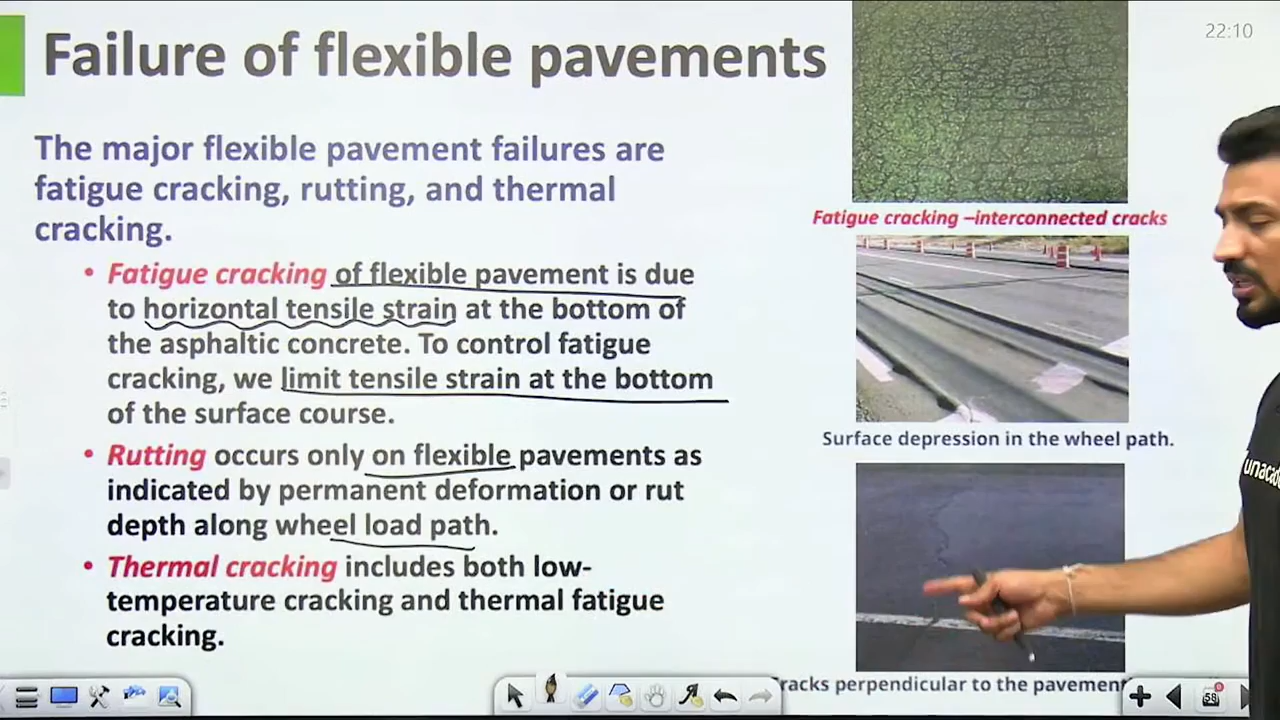 Failure of flexible pavements
22:10
The major flexible pavement failures are
fatigue cracking, rutting, and thermal
cracking.
• Fatigue cracking of flexible pavement is due
to horizontal tensile strain at the bottom of
the asphaltic concrete. To control fatigue
cracking, we limit tensile strain at the bottom
of the surface course.
• Rutting occurs only on flexible pavements as
indicated by permanent deformation or rut
depth along wheel load path.
• Thermal cracking includes both low-
temperature cracking and thermal fatigue
cracking.
Fatigue cracking –interconnected cracks
Surface depression in the wheel path.
racks perpendicular to the pavement
unacad
58